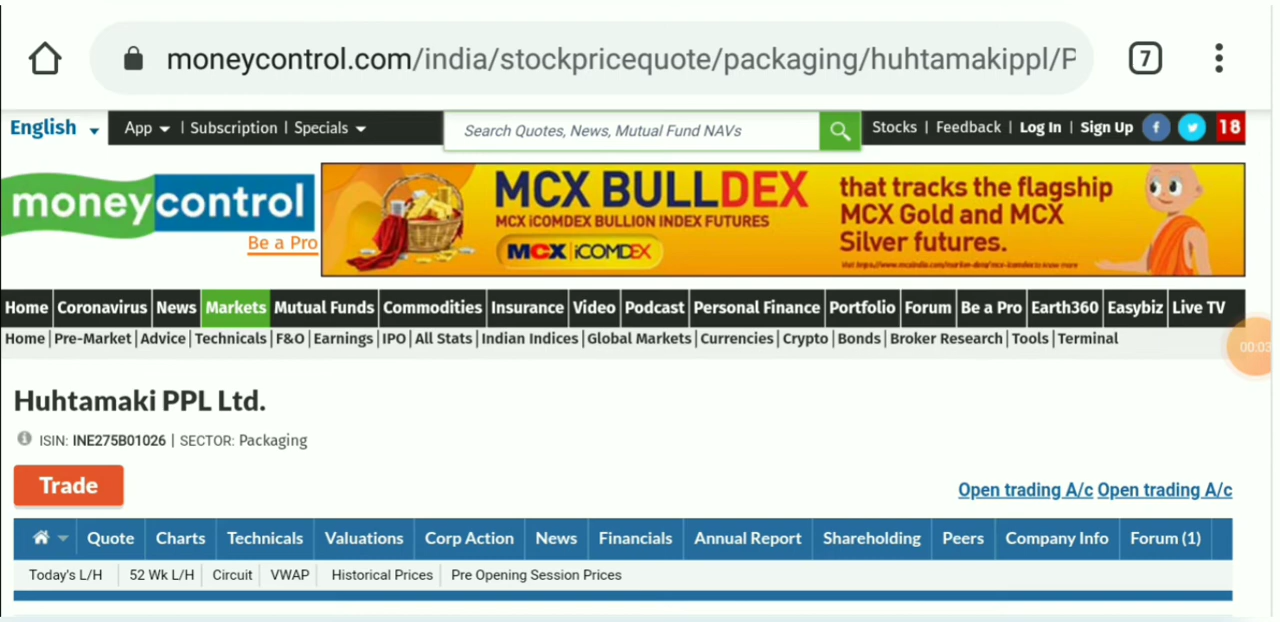 moneycontrol.com/india/stockpricequote/packaging/huhtamakippl/P
7
English
App | Subscription | Specials
Search Quotes, News, Mutual Fund NAVs
Stocks | Feedback | Log In | Sign Up
18
moneycontrol
Be a Pro
MCX BULLDEX
MCX iCOMDEX BULLION INDEX FUTURES
MCX iCOMDEX
that tracks the flagship
MCX Gold and MCX
Silver futures.
Home Coronavirus News Markets Mutual Funds Commodities Insurance Video Podcast Personal Finance Portfolio Forum Be a Pro Earth360 Easybiz Live TV
Home | Pre-Market | Advice | Technicals | F&O | Earnings | IPO | All Stats | Indian Indices | Global Markets | Currencies | Crypto | Bonds | Broker Research | Tools | Terminal
00:03
Huhtamaki PPL Ltd.
ISIN: INE275B01026 | SECTOR: Packaging
Trade
Open trading A/c Open trading A/c
Quote Charts Technicals Valuations Corp Action News Financials Annual Report Shareholding Peers Company Info Forum (1)
Today's L/H 52 Wk L/H Circuit VWAP Historical Prices Pre Opening Session Prices